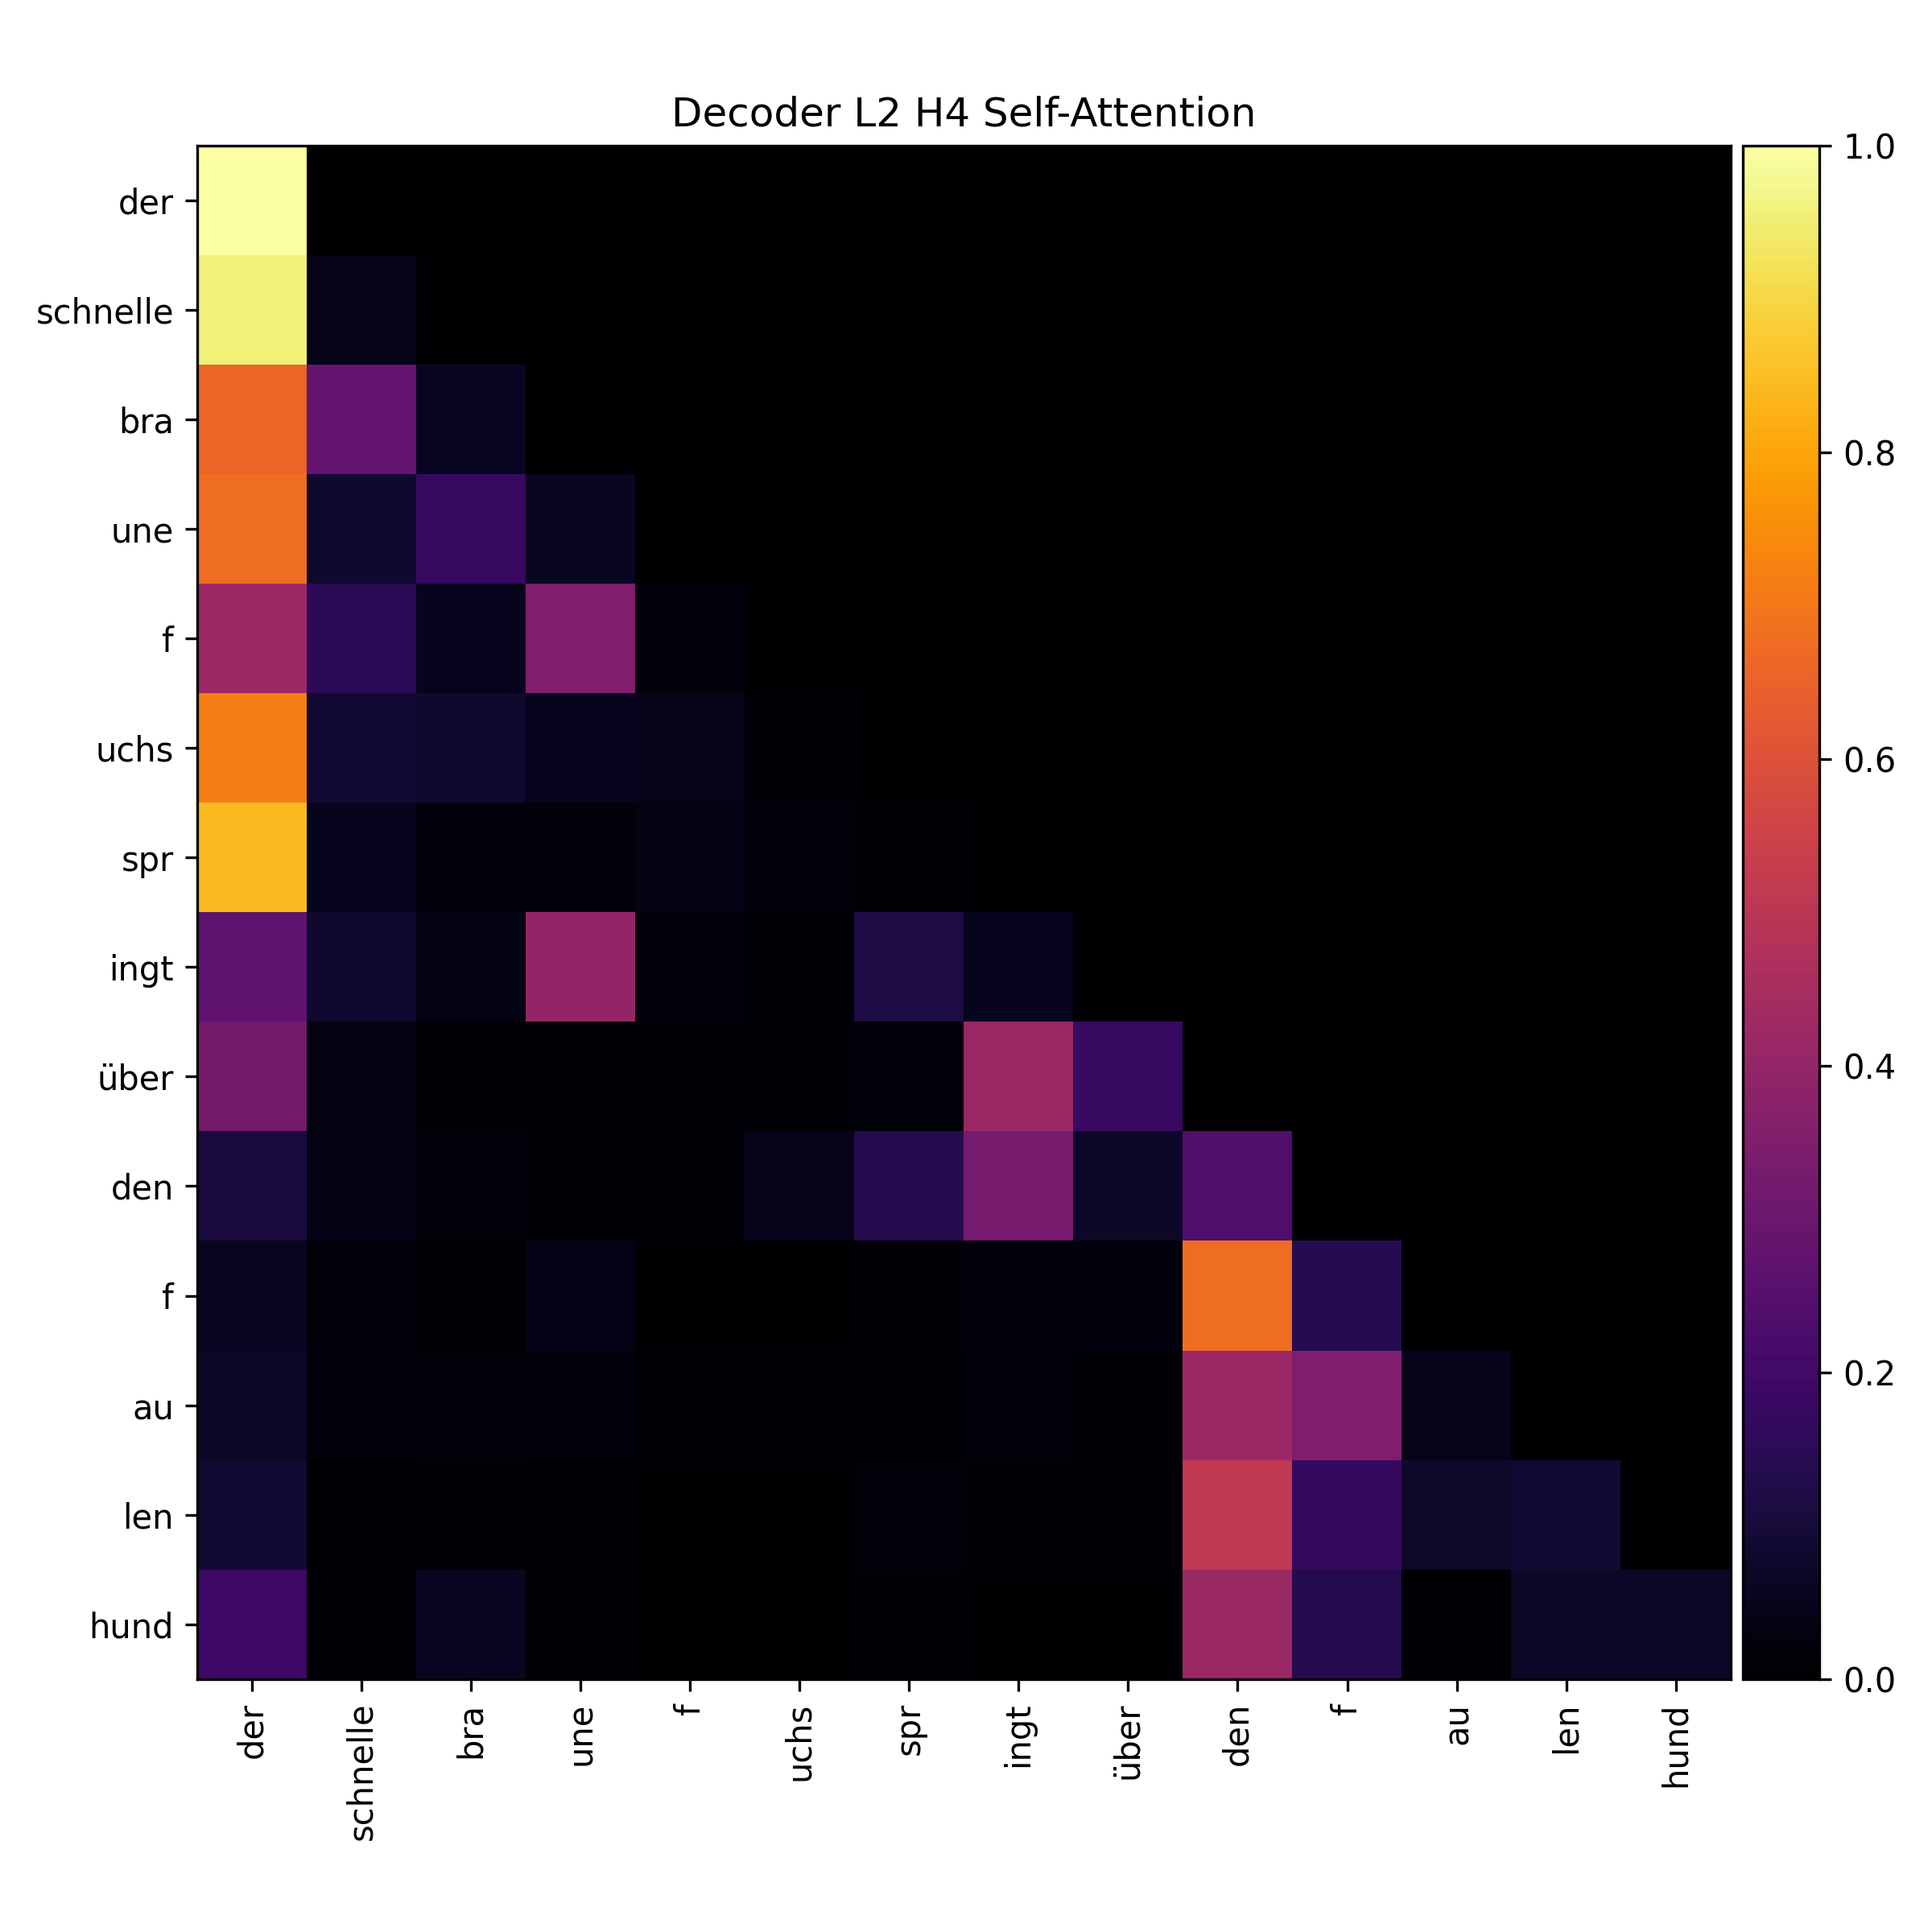 Decoder L2 H4 Self-Attention
der
schnelle
bra
une
f
uchs
spr
ingt
über
den
f
au
len
hund
der
schnelle
bra
une
f
uchs
spr
ingt
über
den
f
au
len
hund
1.0
0.8
0.6
0.4
0.2
0.0